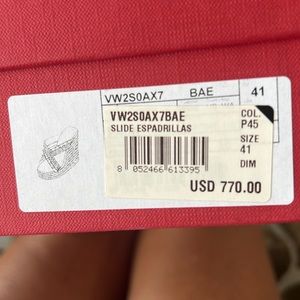 VW2S0AX7 BAE 41
VW2S0AX7BAE
SLIDE ESPADRILLAS
COL.
P45
SIZE
41
DIM
8 052466 613395
USD 770.00